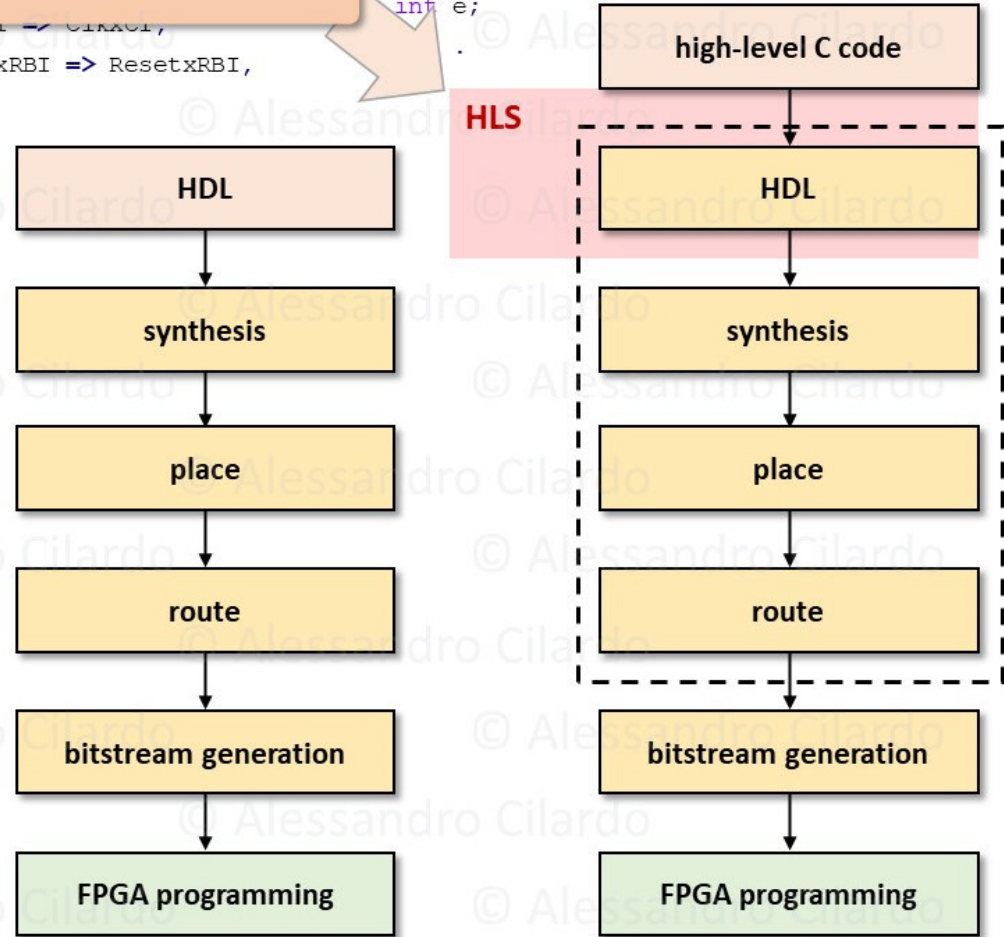 int e;
.
xRBI => ResetxRBI,
high-level C code
HLS
HDL
HDL
synthesis
synthesis
place
place
route
route
bitstream generation
bitstream generation
FPGA programming
FPGA programming
© Alessandro Cilardo